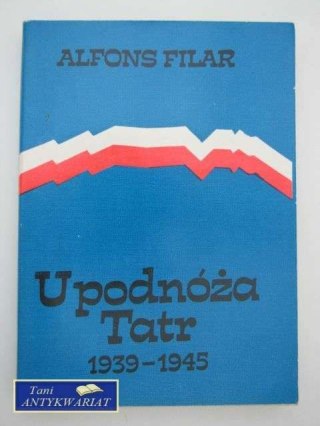 ALFONS FILAR
U podnóża
Tatr
1939-1945
Tani
ANTYKWARIAT